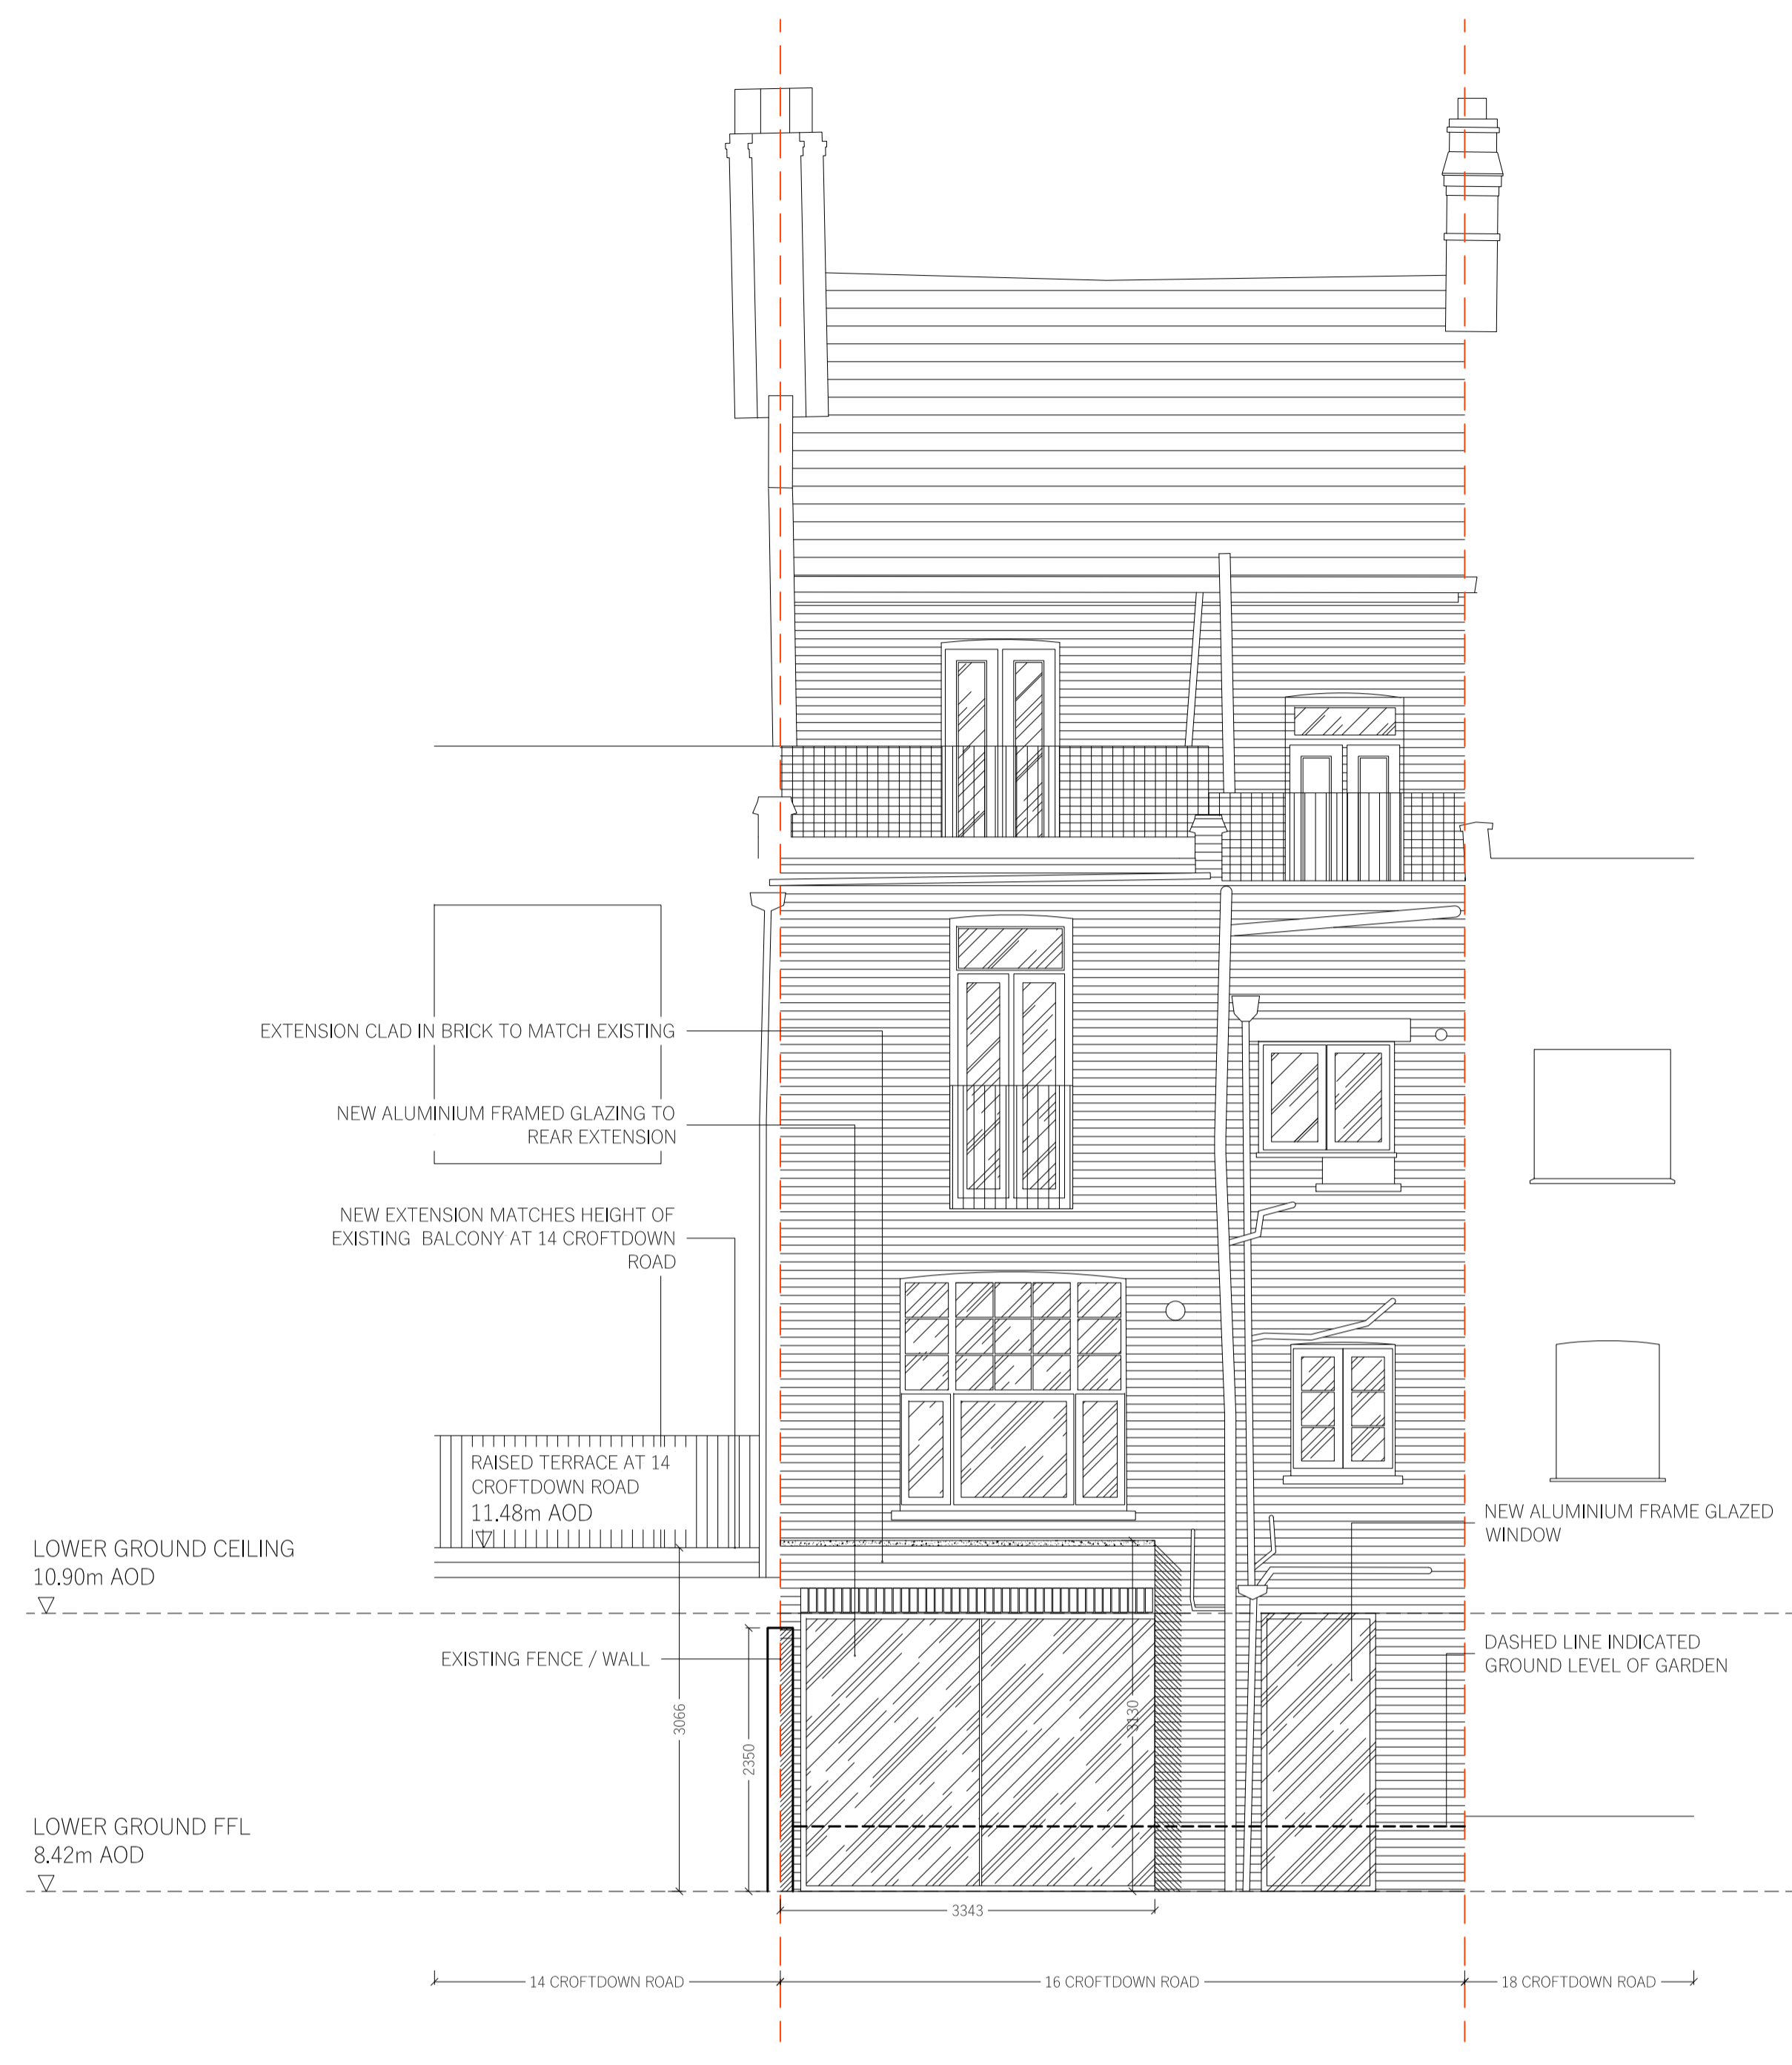 EXTENSION CLAD IN BRICK TO MATCH EXISTING
NEW ALUMINIUM FRAMED GLAZING TO
REAR EXTENSION
NEW EXTENSION MATCHES HEIGHT OF
EXISTING BALCONY AT 14 CROFTDOWN
ROAD
RAISED TERRACE AT 14
CROFTDOWN ROAD
11.48m AOD
NEW ALUMINIUM FRAME GLAZED
WINDOW
LOWER GROUND CEILING
10.90m AOD
EXISTING FENCE / WALL
DASHED LINE INDICATED
GROUND LEVEL OF GARDEN
3066
2350
3130
LOWER GROUND FFL
8.42m AOD
3343
14 CROFTDOWN ROAD
16 CROFTDOWN ROAD
18 CROFTDOWN ROAD